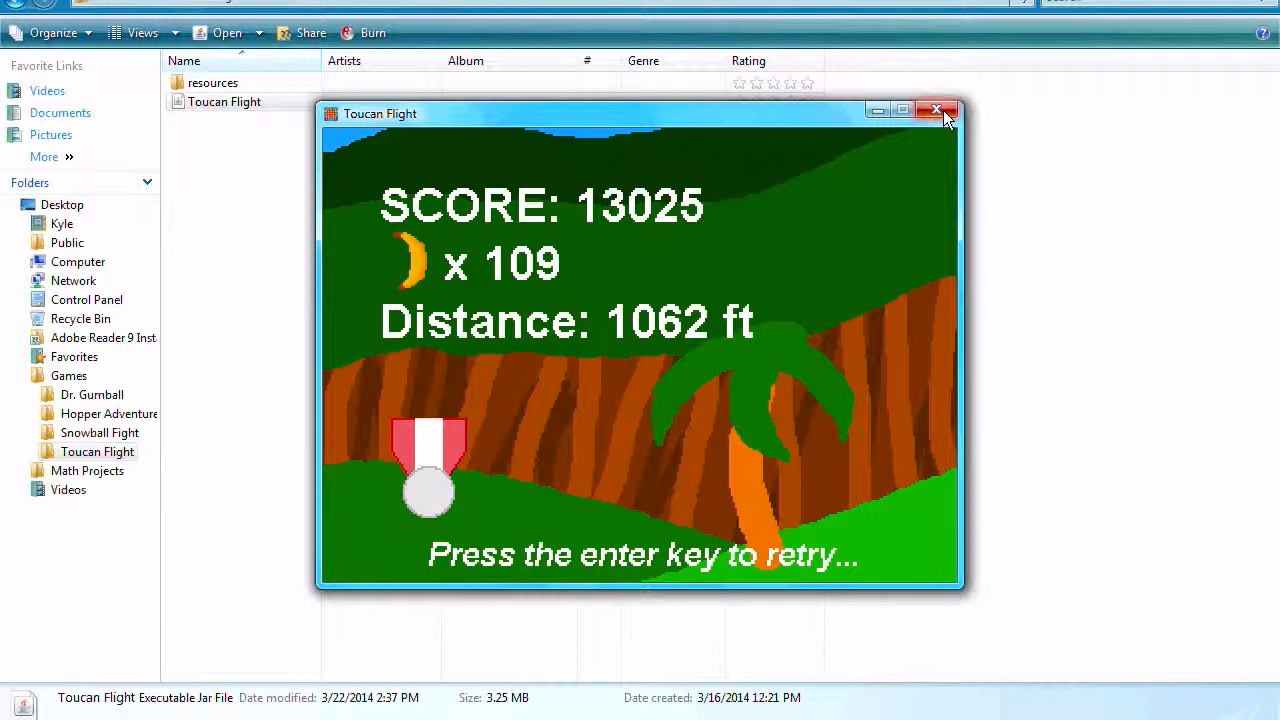 Organize Views Open Share Burn
Favorite Links
Videos
Documents
Pictures
More »
Folders
Desktop
Kyle
Public
Computer
Network
Control Panel
Recycle Bin
Adobe Reader 9 Inst
Favorites
Games
Dr. Gumball
Hopper Adventure
Snowball Fight
Toucan Flight
Math Projects
Videos
Name Artists Album # Genre Rating
resources
Toucan Flight
Toucan Flight
SCORE: 13025
x 109
Distance: 1062 ft
Press the enter key to retry...
Toucan Flight Executable Jar File Date modified: 3/22/2014 2:37 PM Size: 3.25 MB Date created: 3/16/2014 12:21 PM